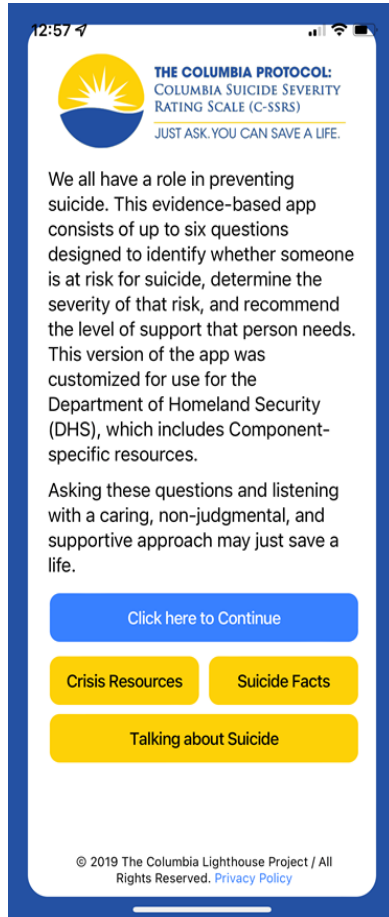 12:57
THE COLUMBIA PROTOCOL:
COLUMBIA SUICIDE SEVERITY
RATING SCALE (C-SSRS)
JUST ASK. YOU CAN SAVE A LIFE.
We all have a role in preventing
suicide. This evidence-based app
consists of up to six questions
designed to identify whether someone
is at risk for suicide, determine the
severity of that risk, and recommend
the level of support that person needs.
This version of the app was
customized for use for the
Department of Homeland Security
(DHS), which includes Component-
specific resources.
Asking these questions and listening
with a caring, non-judgmental, and
supportive approach may just save a
life.
Click here to Continue
Crisis Resources
Suicide Facts
Talking about Suicide
© 2019 The Columbia Lighthouse Project / All
Rights Reserved. Privacy Policy